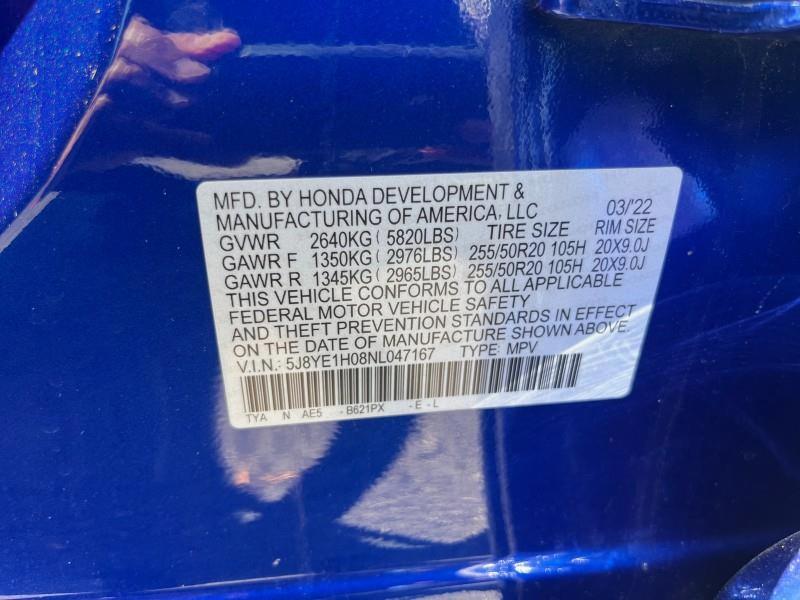 MFD. BY HONDA DEVELOPMENT & 03/'22
MANUFACTURING OF AMERICA, LLC TIRE SIZE RIM SIZE
GVWR 2640KG ( 5820LBS)
GAWR F 1350KG ( 2976LBS) 255/50R20 105H 20X9.0J
GAWR R 1345KG ( 2965LBS) 255/50R20 105H 20X9.0J
THIS VEHICLE CONFORMS TO ALL APPLICABLE
FEDERAL MOTOR VEHICLE SAFETY
AND THEFT PREVENTION STANDARDS IN EFFECT
ON THE DATE OF MANUFACTURE SHOWN ABOVE.
V.I.N.: 5J8YE1H08NL047167 TYPE: MPV
TYA N AE5 - B621PX - E - L